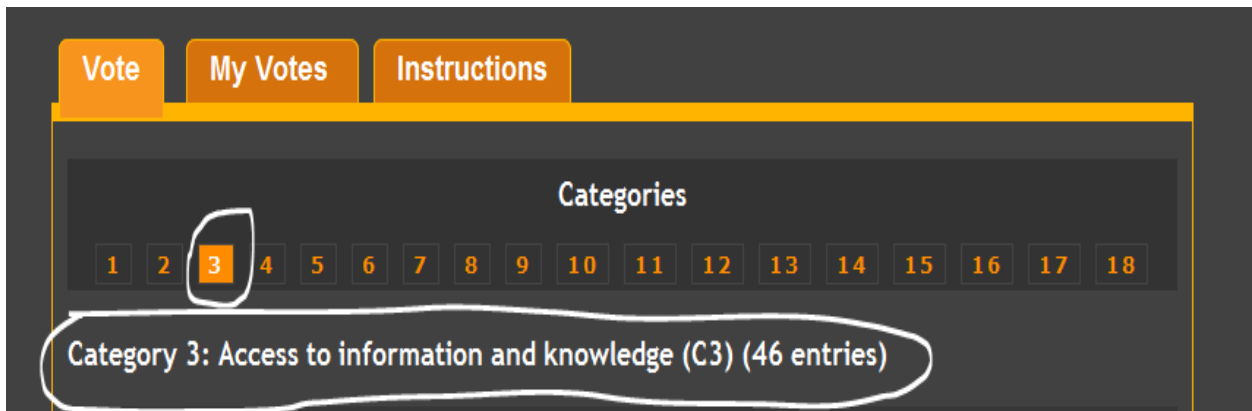 Vote My Votes Instructions
Categories
1 2 3 4 5 6 7 8 9 10 11 12 13 14 15 16 17 18
Category 3: Access to information and knowledge (C3) (46 entries)